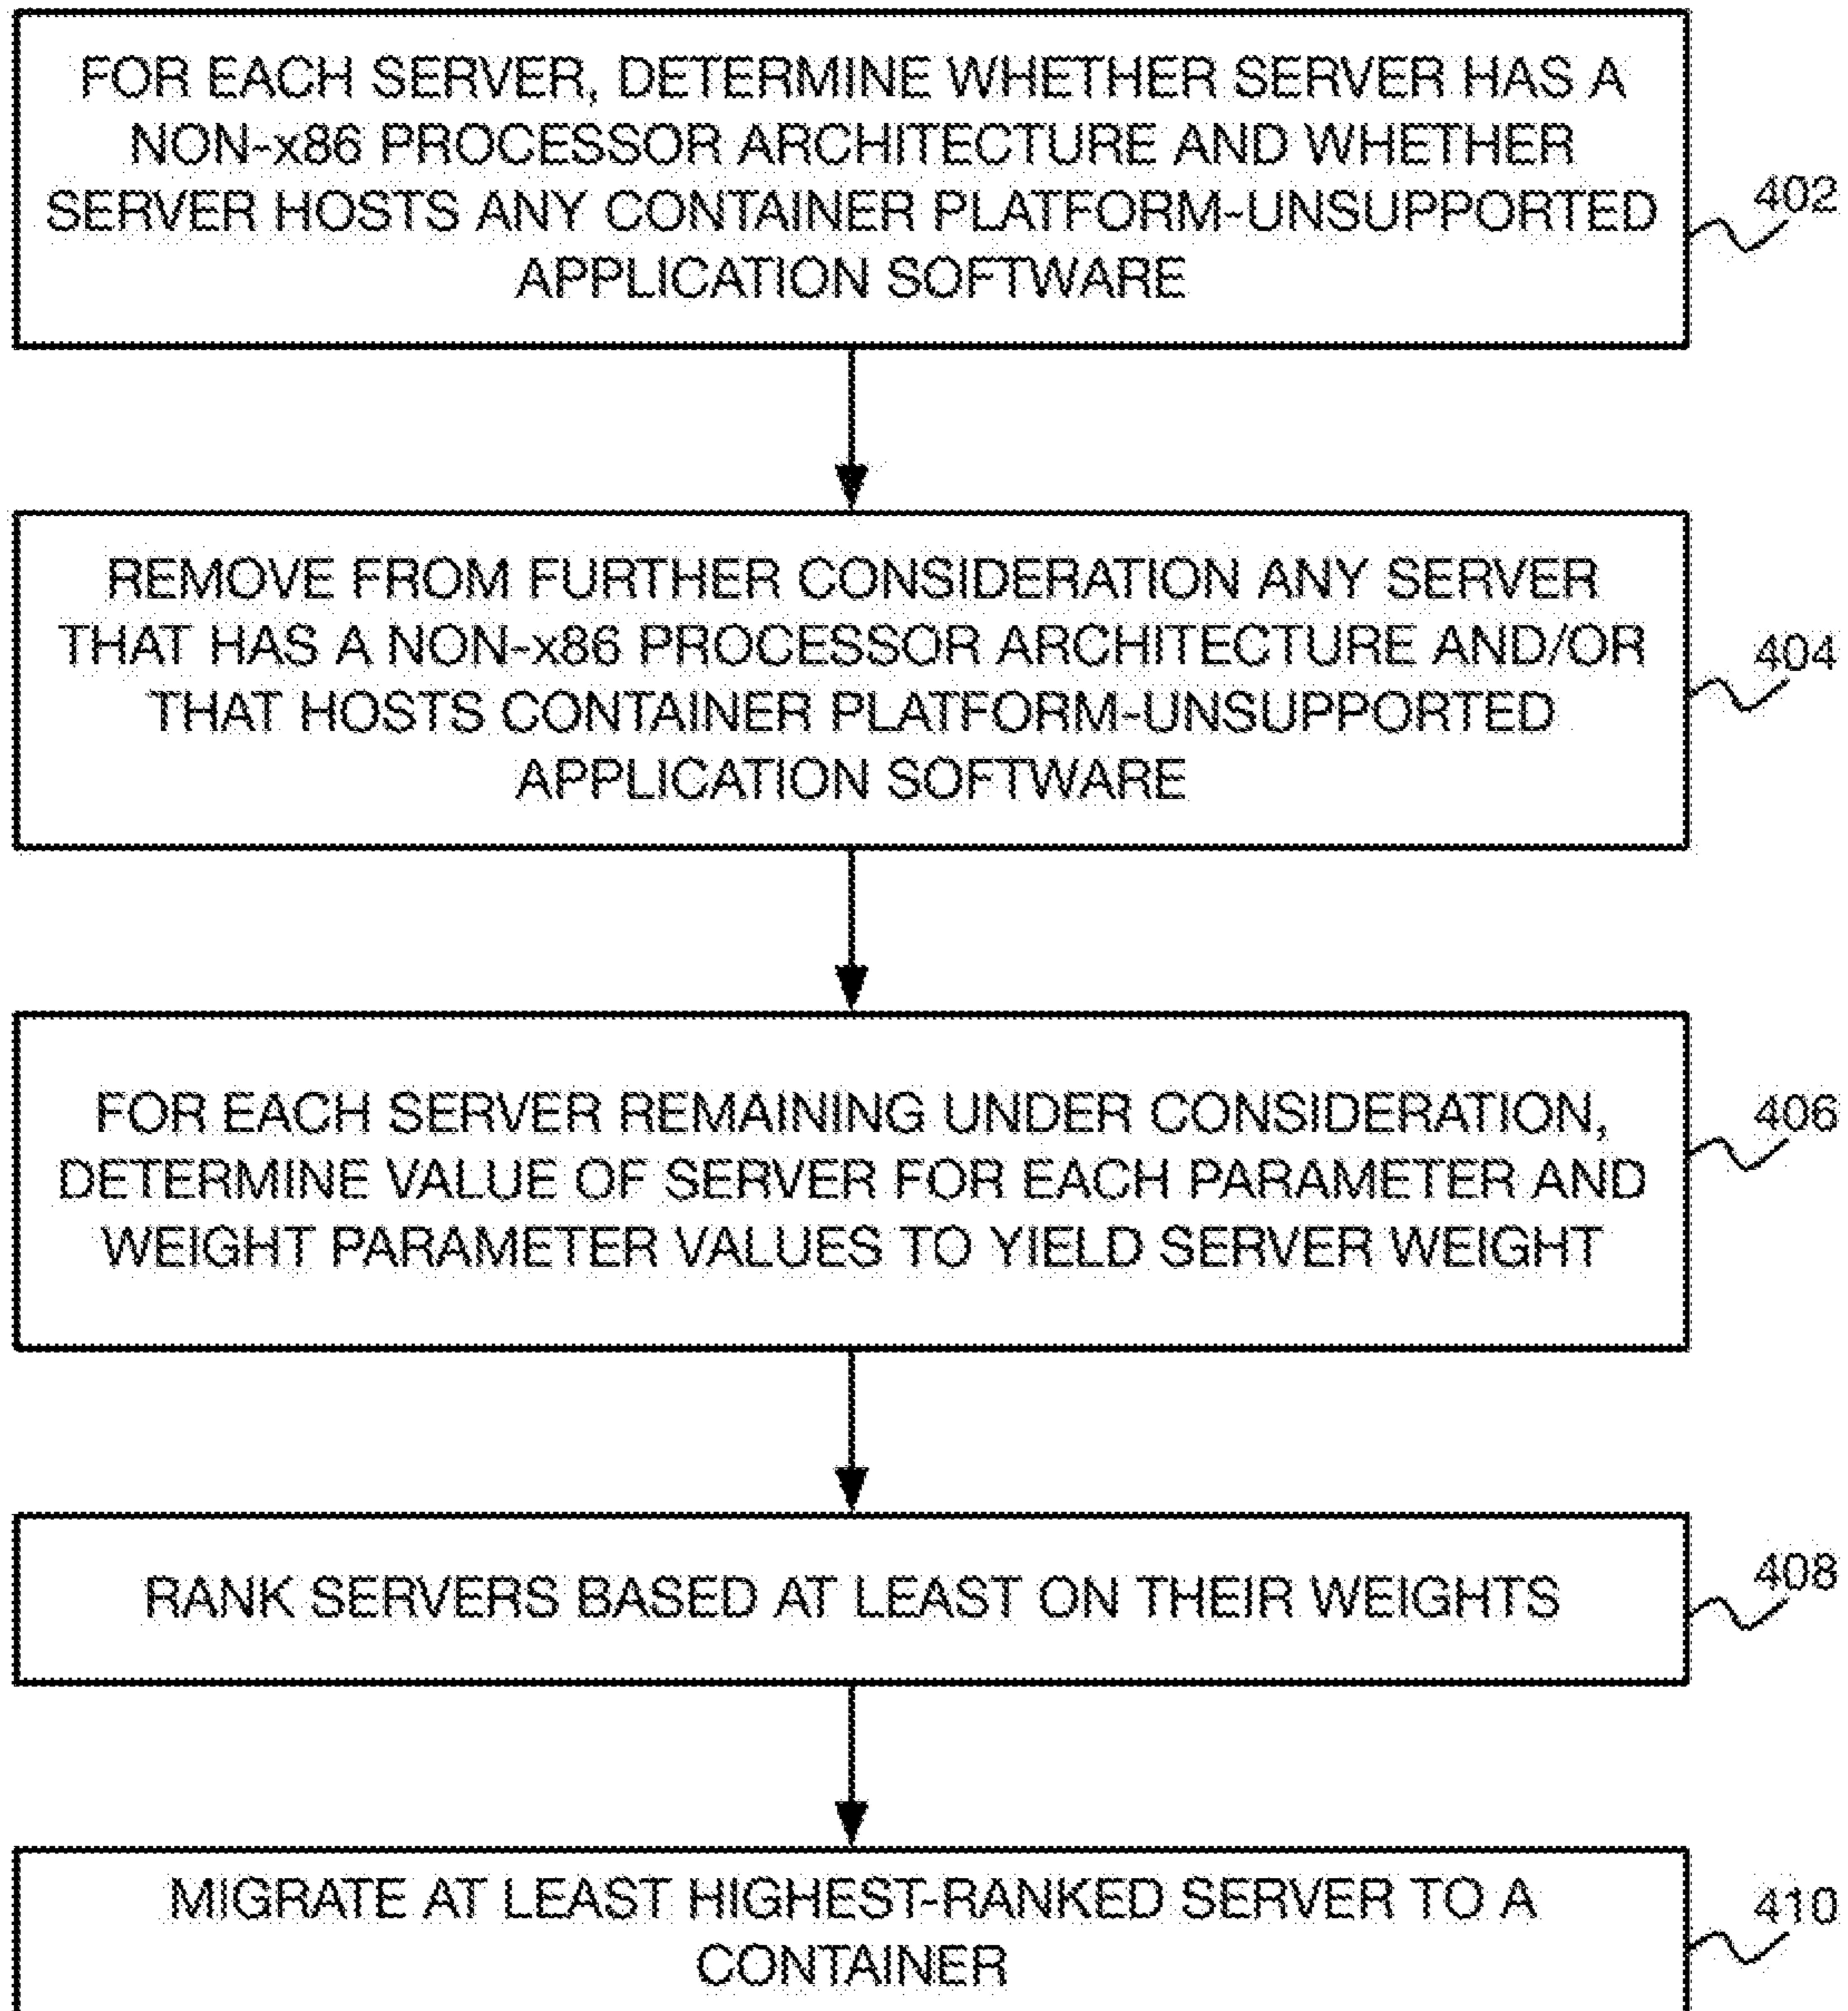 FOR EACH SERVER, DETERMINE WHETHER SERVER HAS A
NON-x86 PROCESSOR ARCHITECTURE AND WHETHER
SERVER HOSTS ANY CONTAINER PLATFORM-UNSUPPORTED
APPLICATION SOFTWARE
402
REMOVE FROM FURTHER CONSIDERATION ANY SERVER
THAT HAS A NON-x86 PROCESSOR ARCHITECTURE AND/OR
THAT HOSTS CONTAINER PLATFORM-UNSUPPORTED
APPLICATION SOFTWARE
404
FOR EACH SERVER REMAINING UNDER CONSIDERATION,
DETERMINE VALUE OF SERVER FOR EACH PARAMETER AND
WEIGHT PARAMETER VALUES TO YIELD SERVER WEIGHT
406
RANK SERVERS BASED AT LEAST ON THEIR WEIGHTS
408
MIGRATE AT LEAST HIGHEST-RANKED SERVER TO A
CONTAINER
410